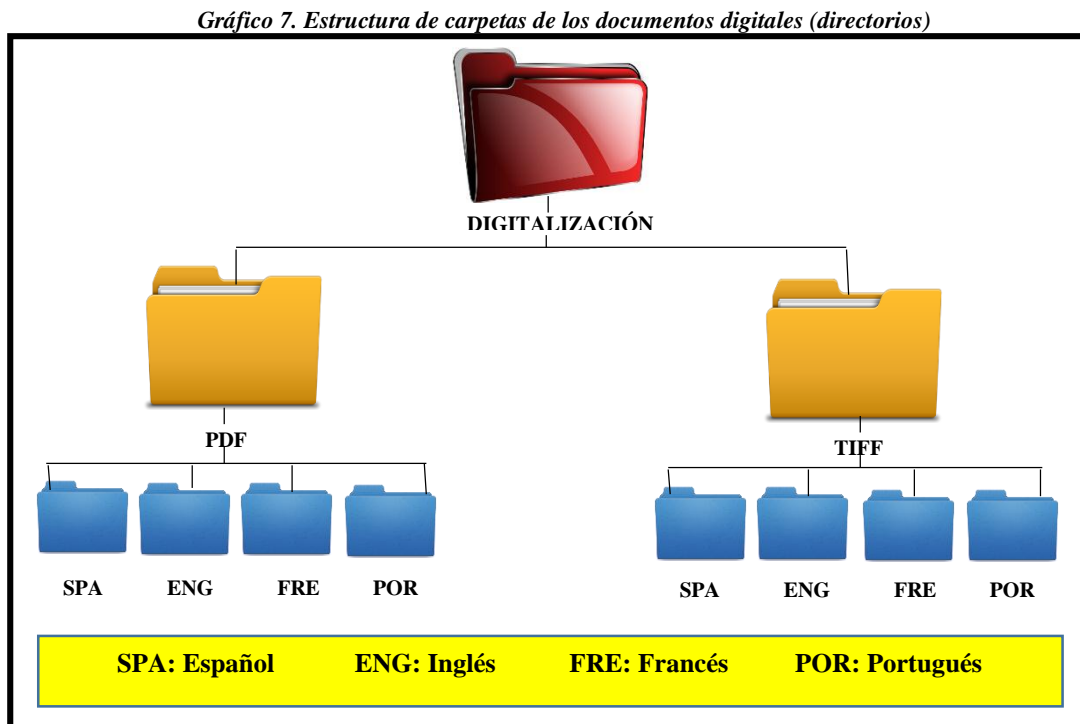 Gráfico 7. Estructura de carpetas de los documentos digitales (directorios)
DIGITALIZACIÓN
PDF
TIFF
SPA ENG FRE POR
SPA ENG FRE POR
SPA: Español ENG: Inglés FRE: Francés POR: Portugués